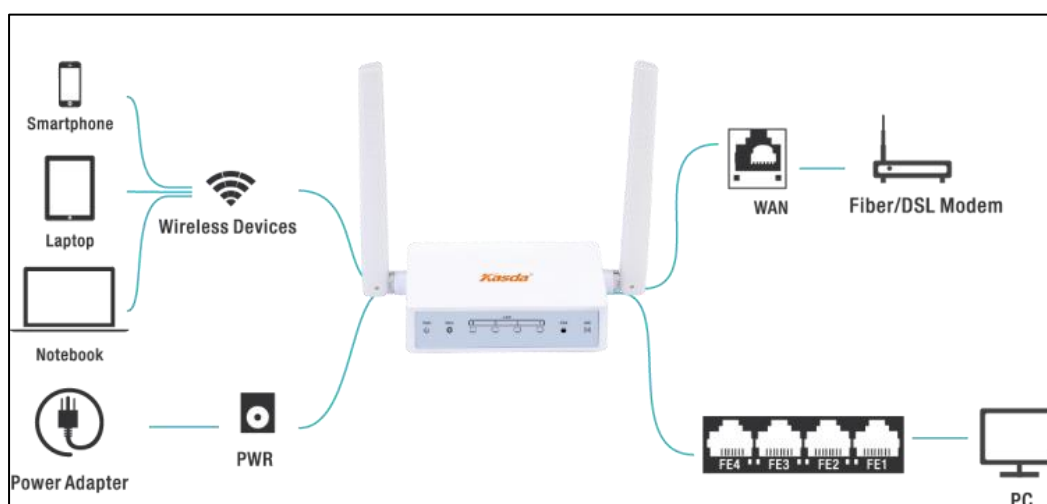 Smartphone
Laptop
Wireless Devices
Notebook
Power Adapter
PWR
Kasda
WAN
Fiber/DSL Modem
FE4 FE3 FE2 FE1
PC